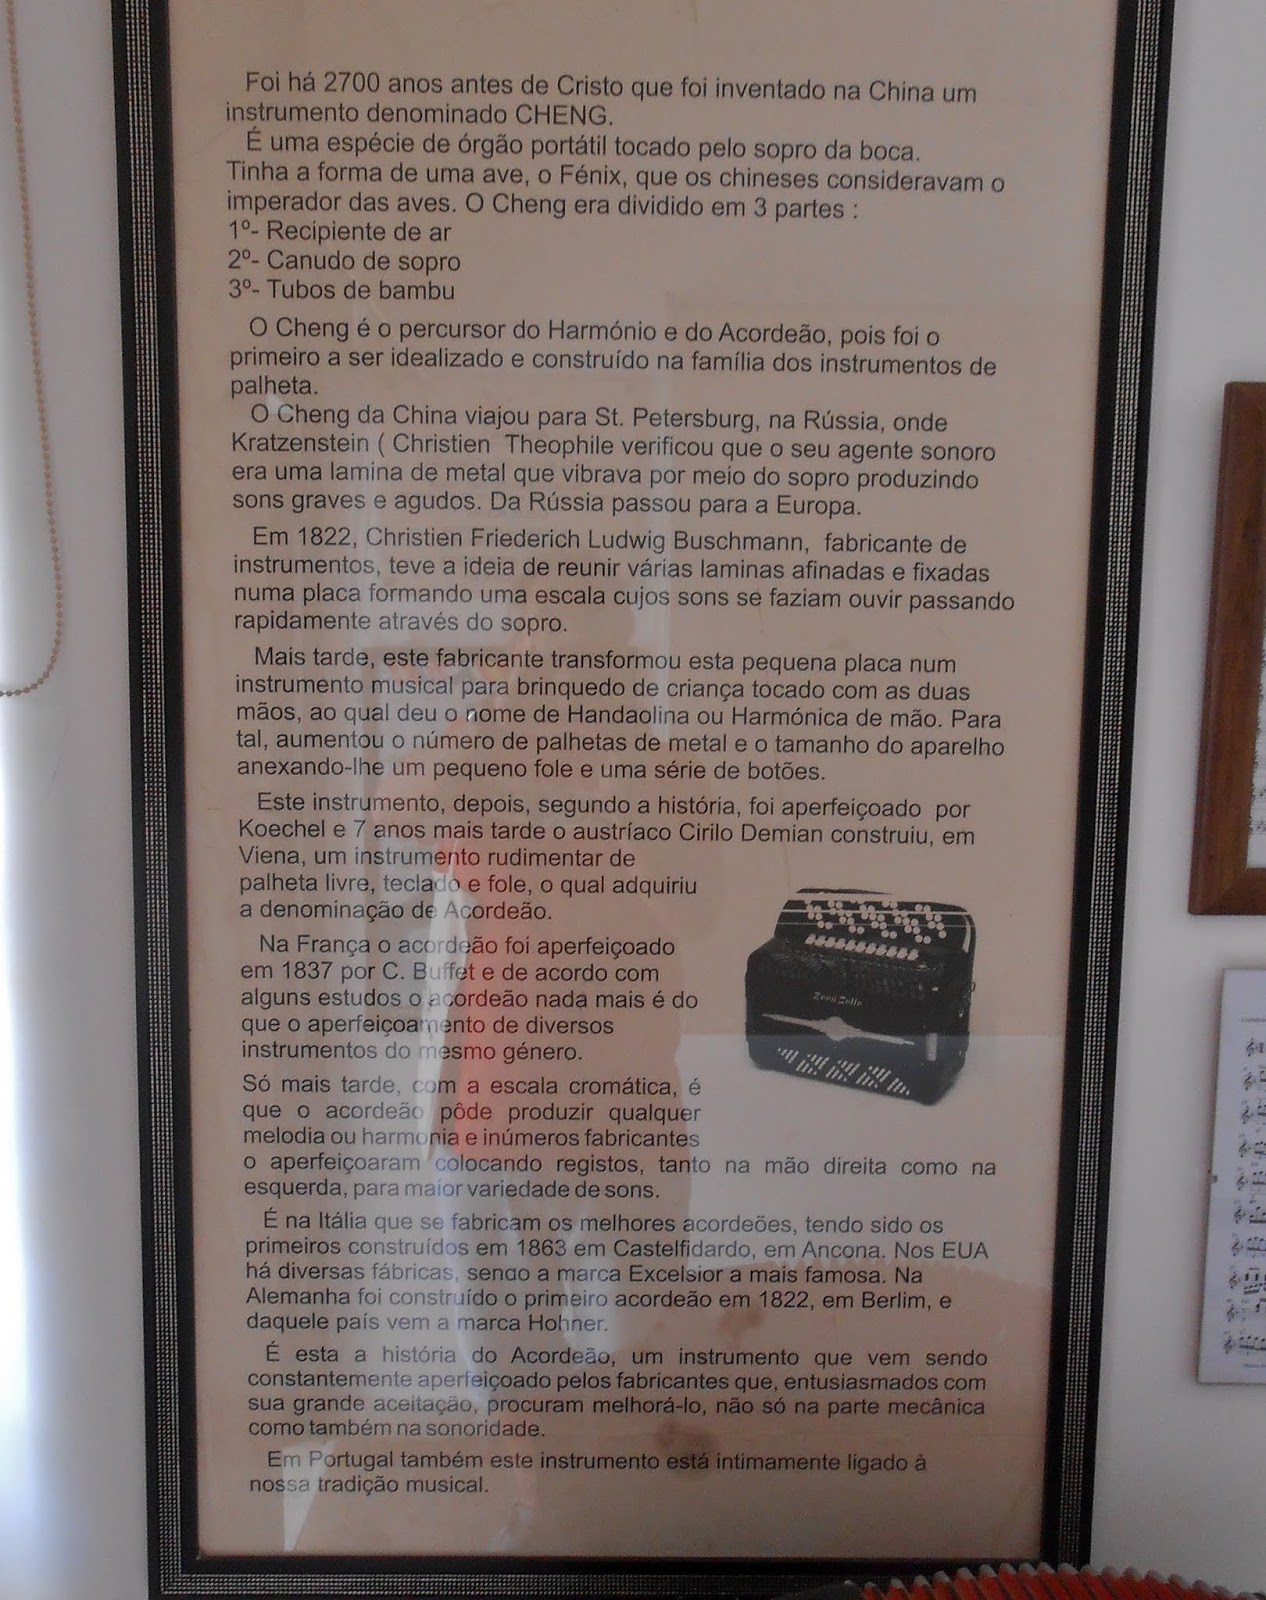 Foi há 2700 anos antes de Cristo que foi inventado na China um
instrumento denominado CHENG.
É uma espécie de órgão portátil tocado pelo sopro da boca.
Tinha a forma de uma ave, o Fénix, que os chineses consideravam o
imperador das aves. O Cheng era dividido em 3 partes :
1º- Recipiente de ar
2º- Canudo de sopro
3º- Tubos de bambu
O Cheng é o percursor do Harmónio e do Acordeão, pois foi o
primeiro a ser idealizado e construído na família dos instrumentos de
palheta.
O Cheng da China viajou para St. Petersburg, na Rússia, onde
Kratzenstein ( Christien Theophile verificou que o seu agente sonoro
era uma lamina de metal que vibrava por meio do sopro produzindo
sons graves e agudos. Da Rússia passou para a Europa.
Em 1822, Christien Friederich Ludwig Buschmann, fabricante de
instrumentos, teve a ideia de reunir várias laminas afinadas e fixadas
numa placa formando uma escala cujos sons se faziam ouvir passando
rapidamente através do sopro.
Mais tarde, este fabricante transformou esta pequena placa num
instrumento musical para brinquedo de criança tocado com as duas
mãos, ao qual deu o nome de Handaolina ou Harmónica de mão. Para
tal, aumentou o número de palhetas de metal e o tamanho do aparelho
anexando-lhe um pequeno fole e uma série de botões.
Este instrumento, depois, segundo a história, foi aperfeiçoado por
Koechel e 7 anos mais tarde o austríaco Cirilo Demian construiu, em
Viena, um instrumento rudimentar de
palheta livre, teclado e fole, o qual adquiriu
a denominação de Acordeão.
Na França o acordeão foi aperfeiçoado
em 1837 por C. Buffet e de acordo com
alguns estudos o acordeão nada mais é do
que o aperfeiçoamento de diversos
instrumentos do mesmo género.
Só mais tarde, com a escala cromática, é
que o acordeão pôde produzir qualquer
melodia ou harmonia e inúmeros fabricantes
o aperfeiçoaram colocando registos, tanto na mão direita como na
esquerda, para maior variedade de sons.
É na Itália que se fabricam os melhores acordeões, tendo sido os
primeiros construídos em 1863 em Castelfidardo, em Ancona. Nos EUA
há diversas fábricas, sendo a marca Excelsior a mais famosa. Na
Alemanha foi construído o primeiro acordeão em 1822, em Berlim, e
daquele país vem a marca Hohner.
É esta a história do Acordeão, um instrumento que vem sendo
constantemente aperfeiçoado pelos fabricantes que, entusiasmados com
sua grande aceitação, procuram melhorá-lo, não só na parte mecânica
como também na sonoridade.
Em Portugal também este instrumento está intimamente ligado à
nossa tradição musical.